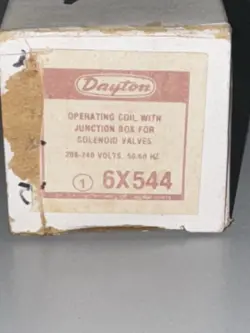 Dayton
OPERATING COIL WITH
JUNCTION BOX FOR
SOLENOID VALVES
208-240 VOLTS, 50/60 HZ
1 6X544